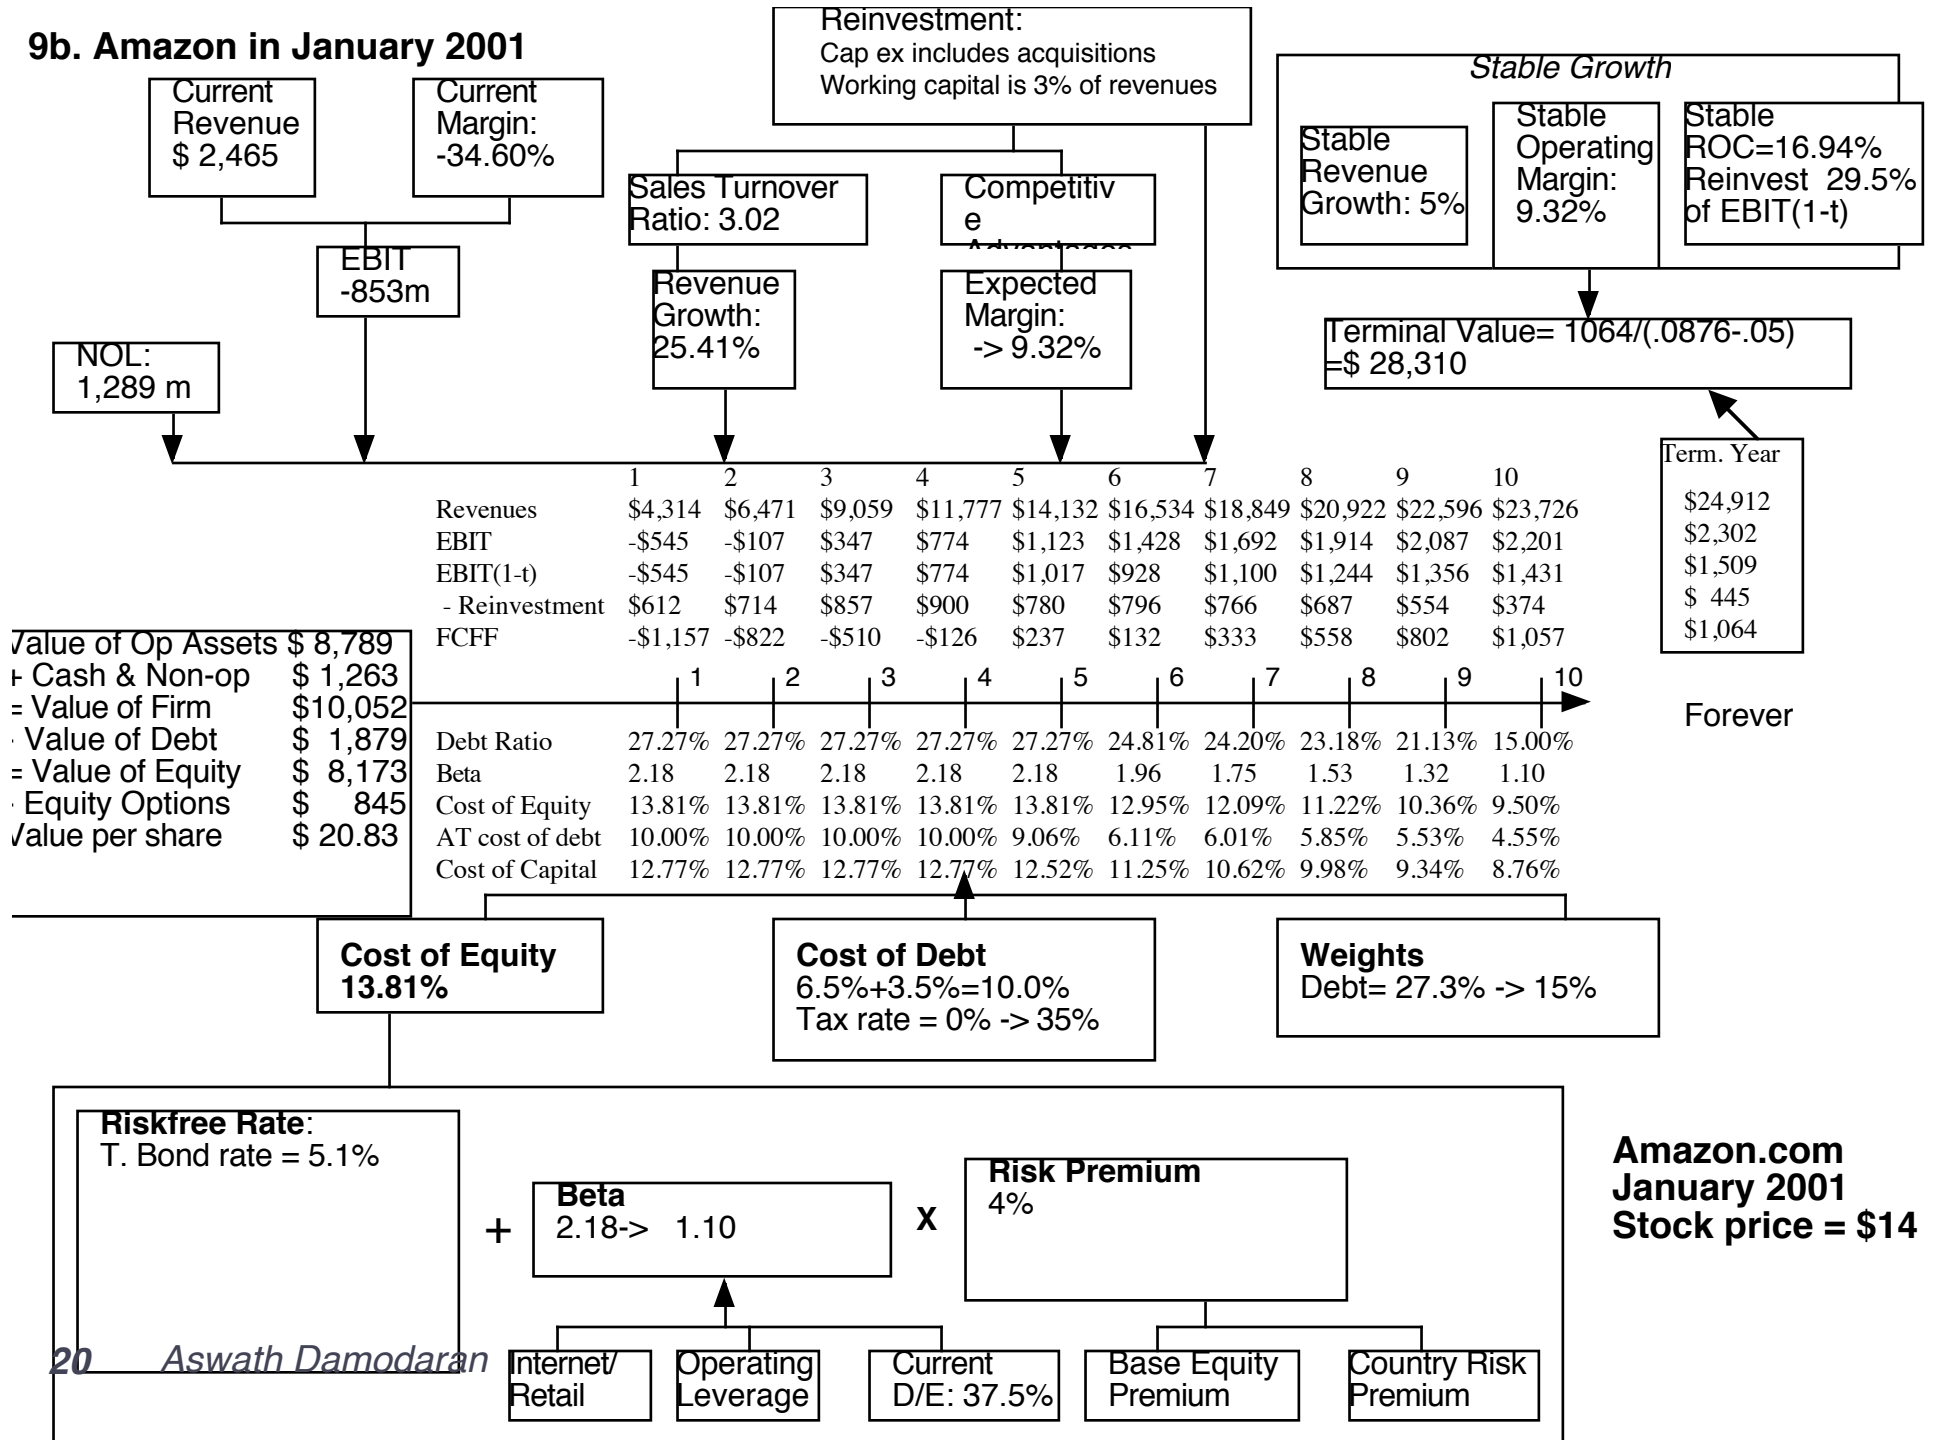 9b. Amazon in January 2001
Current
Revenue
$ 2,465
Current
Margin:
-34.60%
Reinvestment:
Cap ex includes acquisitions
Working capital is 3% of revenues
Stable Growth
Stable
Revenue
Growth: 5%
Stable
Operating
Margin:
9.32%
Stable
ROC=16.94%
Reinvest 29.5%
of EBIT(1-t)
Sales Turnover
Ratio: 3.02
Competitiv
e
Advantages
EBIT
-853m
Revenue
Growth:
25.41%
Expected
Margin:
-> 9.32%
NOL:
1,289 m
Terminal Value= 1064/(.0876-.05)
=$ 28,310
Term. Year
$24,912
$2,302
$1,509
$ 445
$1,064
1 2 3 4 5 6 7 8 9 10
Revenues $4,314 $6,471 $9,059 $11,777 $14,132 $16,534 $18,849 $20,922 $22,596 $23,726
EBIT -$545 -$107 $347 $774 $1,123 $1,428 $1,692 $1,914 $2,087 $2,201
EBIT(1-t) -$545 -$107 $347 $774 $1,017 $928 $1,100 $1,244 $1,356 $1,431
- Reinvestment $612 $714 $857 $900 $780 $796 $766 $687 $554 $374
FCFF -$1,157 -$822 -$510 -$126 $237 $132 $333 $558 $802 $1,057
1 2 3 4 5 6 7 8 9 10
Forever
Value of Op Assets $ 8,789
+ Cash & Non-op $ 1,263
= Value of Firm $10,052
- Value of Debt $ 1,879
= Value of Equity $ 8,173
- Equity Options $ 845
Value per share $ 20.83
Debt Ratio 27.27% 27.27% 27.27% 27.27% 27.27% 24.81% 24.20% 23.18% 21.13% 15.00%
Beta 2.18 2.18 2.18 2.18 2.18 1.96 1.75 1.53 1.32 1.10
Cost of Equity 13.81% 13.81% 13.81% 13.81% 13.81% 12.95% 12.09% 11.22% 10.36% 9.50%
AT cost of debt 10.00% 10.00% 10.00% 10.00% 9.06% 6.11% 6.01% 5.85% 5.53% 4.55%
Cost of Capital 12.77% 12.77% 12.77% 12.77% 12.52% 11.25% 10.62% 9.98% 9.34% 8.76%
Cost of Equity
13.81%
Cost of Debt
6.5%+3.5%=10.0%
Tax rate = 0% -> 35%
Weights
Debt= 27.3% -> 15%
Riskfree Rate:
T. Bond rate = 5.1%
+
Beta
2.18-> 1.10
X
Risk Premium
4%
Amazon.com
January 2001
Stock price = $14
Internet/
Retail
Operating
Leverage
Current
D/E: 37.5%
Base Equity
Premium
Country Risk
Premium
20 Aswath Damodaran